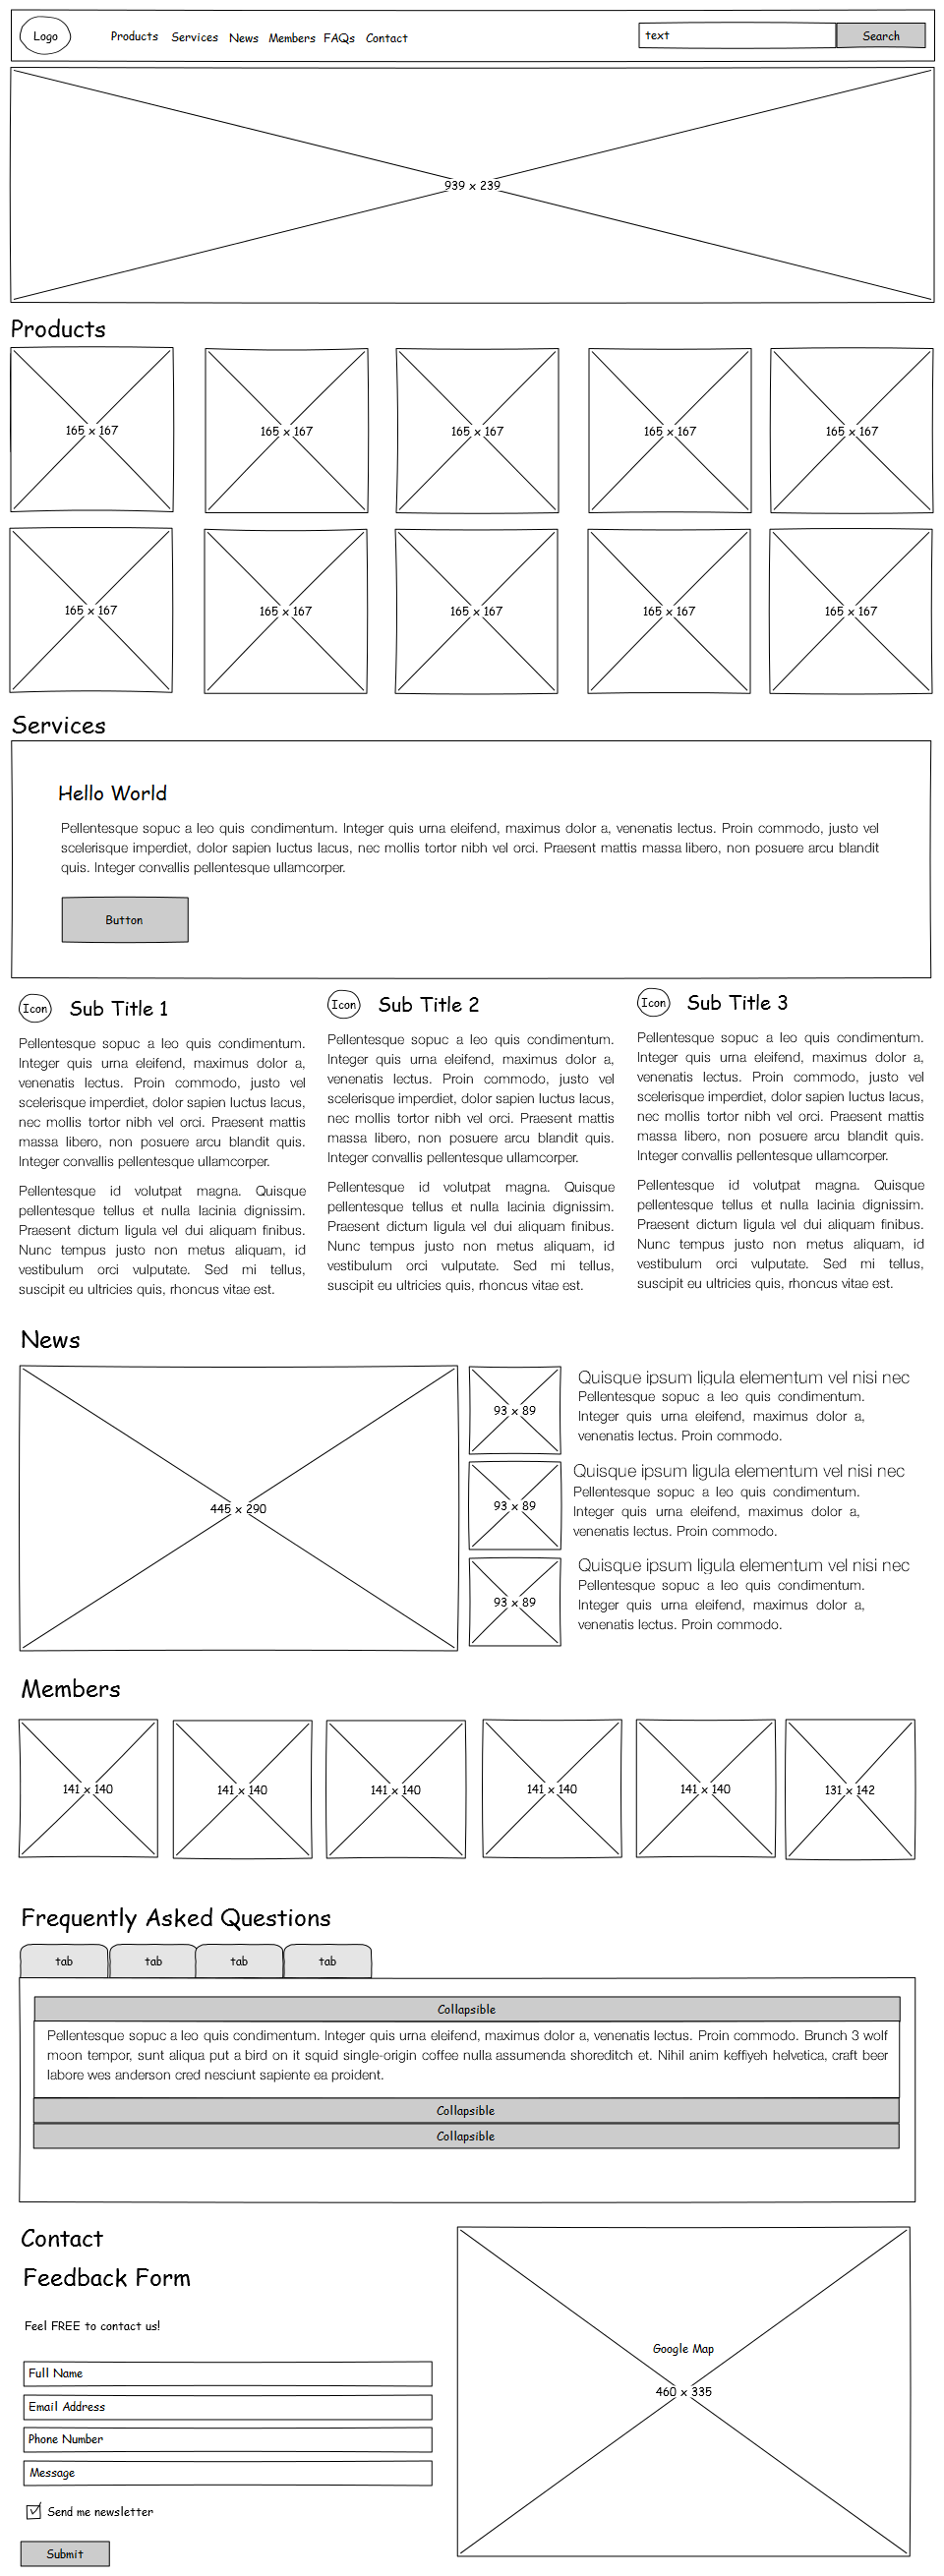 Logo Products Services News Members FAQs Contact text Search
939 x 239
Products
165 x 167 165 x 167 165 x 167 165 x 167 165 x 167
165 x 167 165 x 167 165 x 167 165 x 167 165 x 167
Services
Hello World
Pellentesque sopuc a leo quis condimentum. Integer quis urna eleifend, maximus dolor a, venenatis lectus. Proin commodo, justo vel
scelerisque imperdiet, dolor sapien luctus lacus, nec mollis tortor nibh vel orci. Praesent mattis massa libero, non posuere arcu blandit
quis. Integer convallis pellentesque ullamcorper.
Button
Icon Sub Title 1
Pellentesque sopuc a leo quis condimentum.
Integer quis urna eleifend, maximus dolor a,
venenatis lectus. Proin commodo, justo vel
scelerisque imperdiet, dolor sapien luctus lacus,
nec mollis tortor nibh vel orci. Praesent mattis
massa libero, non posuere arcu blandit quis.
Integer convallis pellentesque ullamcorper.
Pellentesque id volutpat magna. Quisque
pellentesque tellus et nulla lacinia dignissim.
Praesent dictum ligula vel dui aliquam finibus.
Nunc tempus justo non metus aliquam, id
vestibulum orci vulputate. Sed mi tellus,
suscipit eu ultricies quis, rhoncus vitae est.
Icon Sub Title 2
Pellentesque sopuc a leo quis condimentum.
Integer quis urna eleifend, maximus dolor a,
venenatis lectus. Proin commodo, justo vel
scelerisque imperdiet, dolor sapien luctus lacus,
nec mollis tortor nibh vel orci. Praesent mattis
massa libero, non posuere arcu blandit quis.
Integer convallis pellentesque ullamcorper.
Pellentesque id volutpat magna. Quisque
pellentesque tellus et nulla lacinia dignissim.
Praesent dictum ligula vel dui aliquam finibus.
Nunc tempus justo non metus aliquam, id
vestibulum orci vulputate. Sed mi tellus,
suscipit eu ultricies quis, rhoncus vitae est.
Icon Sub Title 3
Pellentesque sopuc a leo quis condimentum.
Integer quis urna eleifend, maximus dolor a,
venenatis lectus. Proin commodo, justo vel
scelerisque imperdiet, dolor sapien luctus lacus,
nec mollis tortor nibh vel orci. Praesent mattis
massa libero, non posuere arcu blandit quis.
Integer convallis pellentesque ullamcorper.
Pellentesque id volutpat magna. Quisque
pellentesque tellus et nulla lacinia dignissim.
Praesent dictum ligula vel dui aliquam finibus.
Nunc tempus justo non metus aliquam, id
vestibulum orci vulputate. Sed mi tellus,
suscipit eu ultricies quis, rhoncus vitae est.
News
445 x 290
93 x 89
Quisque ipsum ligula elementum vel nisi nec
Pellentesque sopuc a leo quis condimentum.
Integer quis urna eleifend, maximus dolor a,
venenatis lectus. Proin commodo.
93 x 89
Quisque ipsum ligula elementum vel nisi nec
Pellentesque sopuc a leo quis condimentum.
Integer quis urna eleifend, maximus dolor a,
venenatis lectus. Proin commodo.
93 x 89
Quisque ipsum ligula elementum vel nisi nec
Pellentesque sopuc a leo quis condimentum.
Integer quis urna eleifend, maximus dolor a,
venenatis lectus. Proin commodo.
Members
141 x 140 141 x 140 141 x 140 141 x 140 141 x 140 131 x 142
Frequently Asked Questions
tab tab tab tab
Collapsible
Pellentesque sopuc a leo quis condimentum. Integer quis urna eleifend, maximus dolor a, venenatis lectus. Proin commodo. Brunch 3 wolf
moon tempor, sunt aliqua put a bird on it squid single-origin coffee nulla assumenda shoreditch et. Nihil anim keffiyeh helvetica, craft beer
labore wes anderson cred nesciunt sapiente ea proident.
Collapsible
Collapsible
Contact
Feedback Form
Feel FREE to contact us!
Full Name
Email Address
Phone Number
Message
Send me newsletter
Submit
Google Map
460 x 335